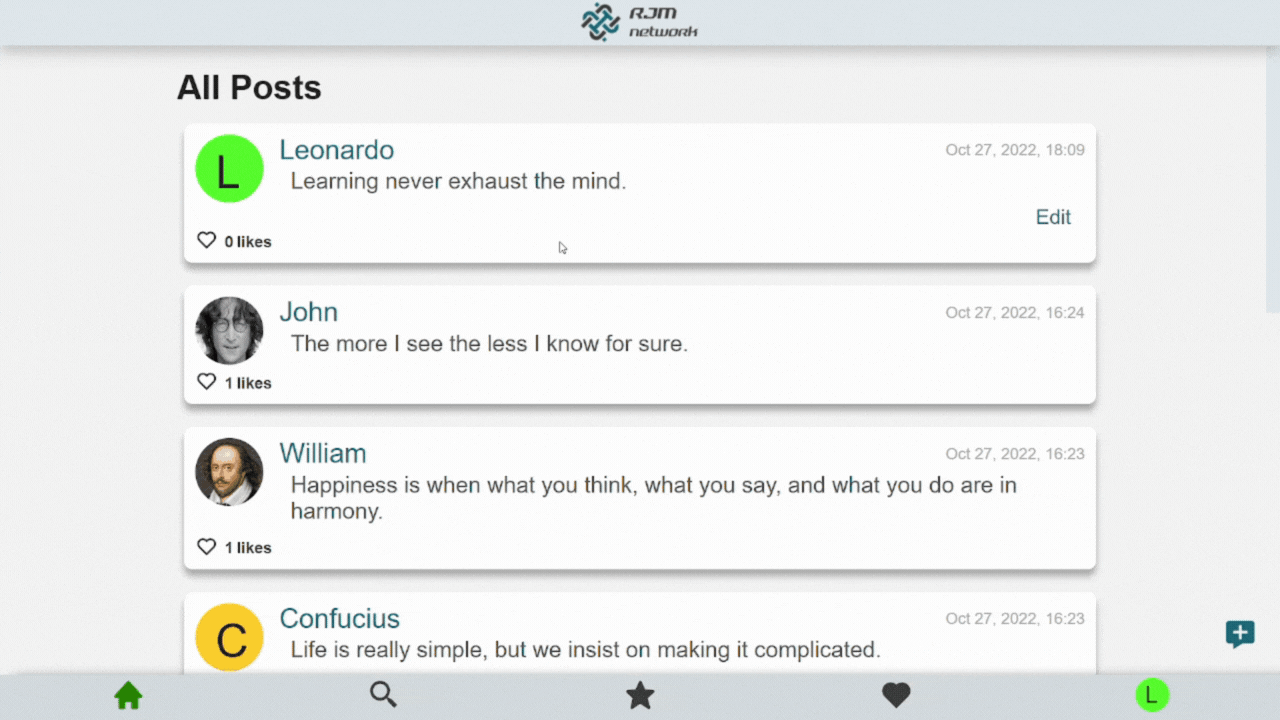 RJM
network
All Posts
L
Leonardo
Oct 27, 2022, 18:09
Learning never exhaust the mind.
Edit
0 likes
John
Oct 27, 2022, 16:24
The more I see the less I know for sure.
1 likes
William
Oct 27, 2022, 16:23
Happiness is when what you think, what you say, and what you do are in
harmony.
1 likes
C
Confucius
Oct 27, 2022, 16:23
Life is really simple, but we insist on making it complicated.
L